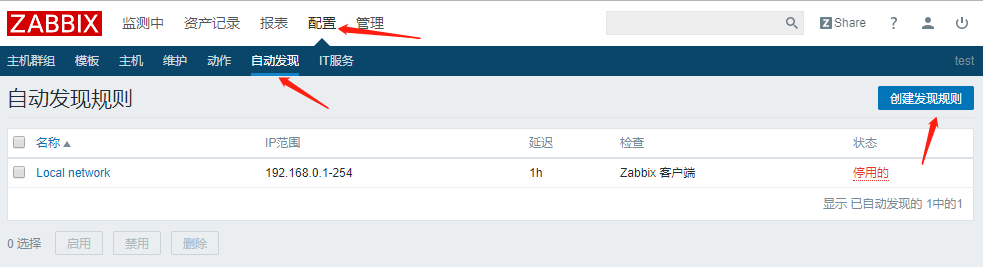 ZABBIX 监测中 资产记录 报表 配置 管理 Z Share ?
主机群组 模板 主机 维护 动作 自动发现 IT服务 test
自动发现规则 创建发现规则
名称 IP范围 延迟 检查 状态
Local network 192.168.0.1-254 1h Zabbix 客户端 停用的
显示 已自动发现的 1中的1
0 选择 启用 禁用 删除